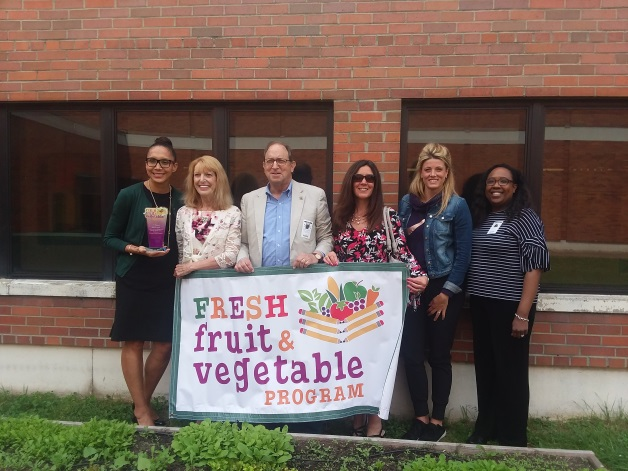 FRESH
fruit &
vegetable
PROGRAM